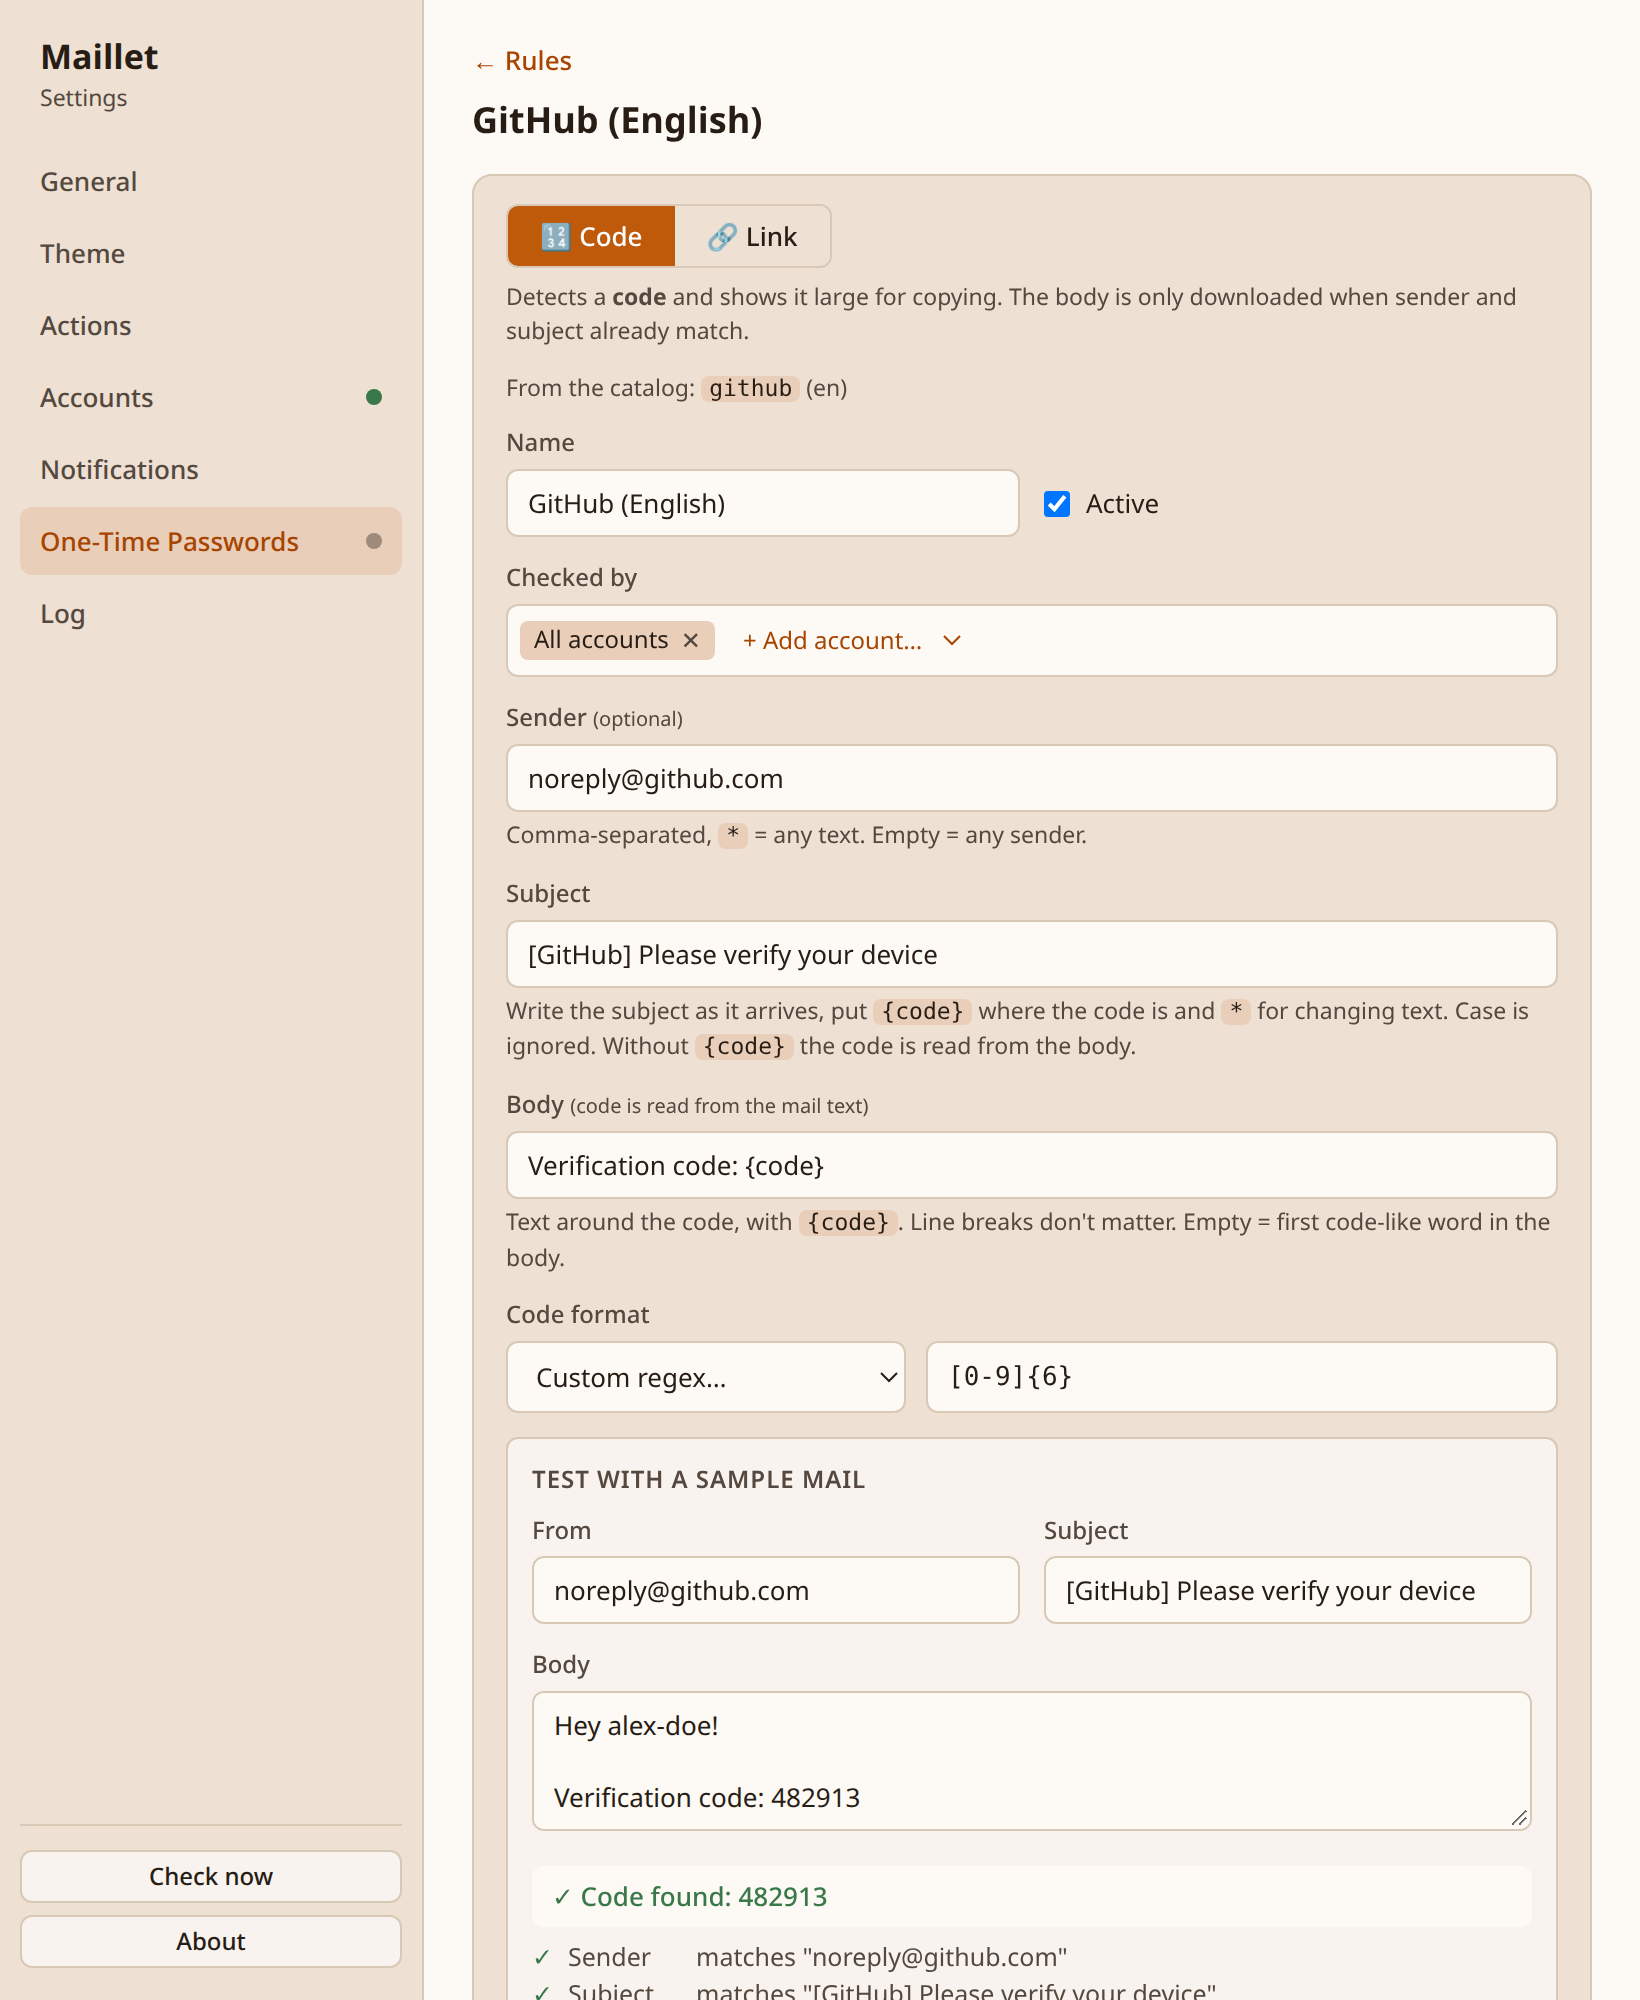 Maillet
Settings
General
Theme
Actions
Accounts
Notifications
One-Time Passwords
Log
Check now
About
← Rules
GitHub (English)
🔢 Code
🔗 Link
Detects a code and shows it large for copying. The body is only downloaded when sender and
subject already match.
From the catalog: github (en)
Name
GitHub (English)
Active
Checked by
All accounts ✕
+ Add account...
Sender (optional)
noreply@github.com
Comma-separated, * = any text. Empty = any sender.
Subject
[GitHub] Please verify your device
Write the subject as it arrives, put {code} where the code is and * for changing text. Case is
ignored. Without {code} the code is read from the body.
Body (code is read from the mail text)
Verification code: {code}
Text around the code, with {code}. Line breaks don't matter. Empty = first code-like word in the
body.
Code format
Custom regex...
[0-9]{6}
TEST WITH A SAMPLE MAIL
From
Subject
noreply@github.com
[GitHub] Please verify your device
Body
Hey alex-doe!
Verification code: 482913
✓ Code found: 482913
✓ Sender matches "noreply@github.com"
✓ Subject matches "[GitHub] Please verify your device"